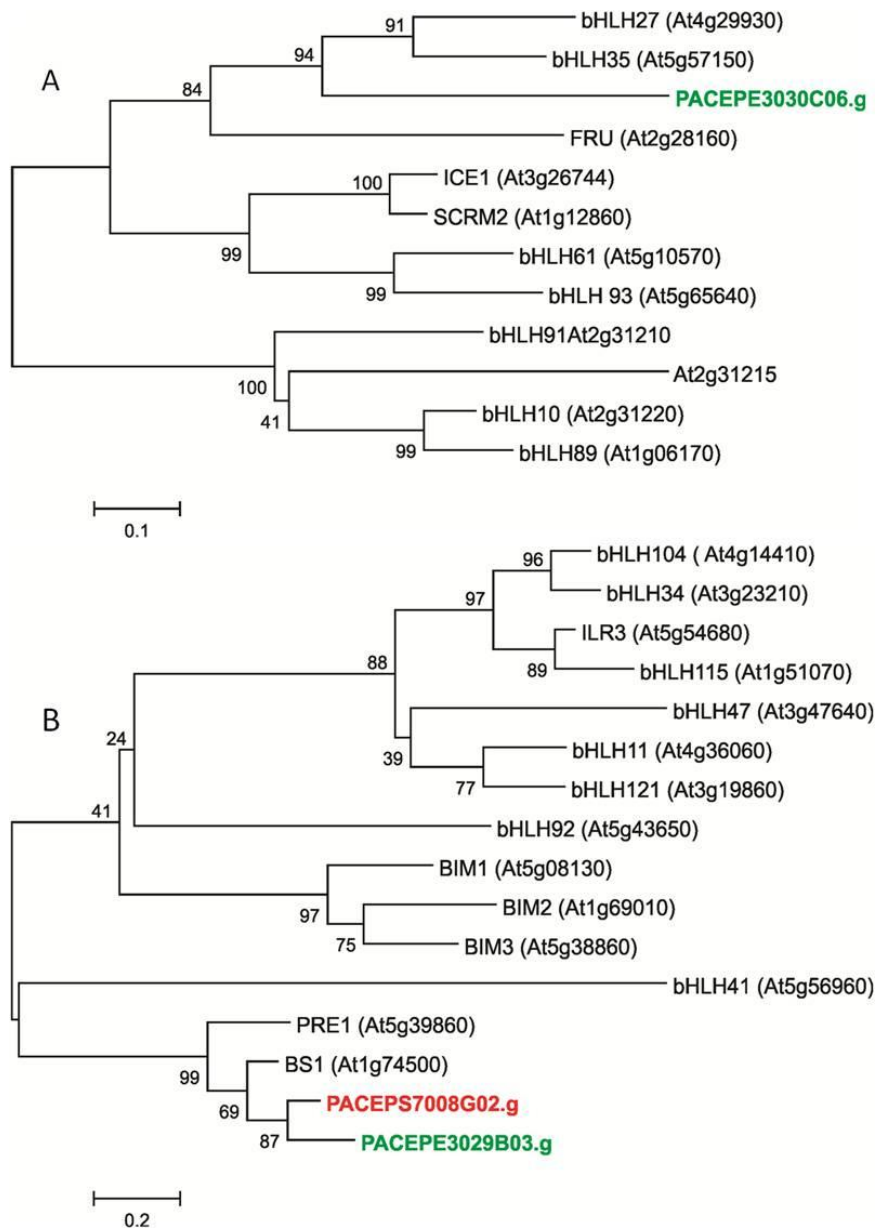 bHLH27 (At4g29930)
91
bHLH35 (At5g57150)
94
A
84
PACEPE3030C06.g
FRU (At2g28160)
ICE1 (At3g26744)
100
SCRM2 (At1g12860)
99
bHLH61 (At5g10570)
99
bHLH 93 (At5g65640)
bHLH91At2g31210
100
At2g31215
41
bHLH10 (At2g31220)
99
bHLH89 (At1g06170)
0.1
bHLH104 ( At4g14410)
96
bHLH34 (At3g23210)
97
ILR3 (At5g54680)
88
89
bHLH115 (At1g51070)
B
bHLH47 (At3g47640)
24
39
bHLH11 (At4g36060)
77
bHLH121 (At3g19860)
41
bHLH92 (At5g43650)
BIM1 (At5g08130)
97
BIM2 (At1g69010)
75
BIM3 (At5g38860)
bHLH41 (At5g56960)
PRE1 (At5g39860)
99
BS1 (At1g74500)
69
PACEPS7008G02.g
87
PACEPE3029B03.g
0.2